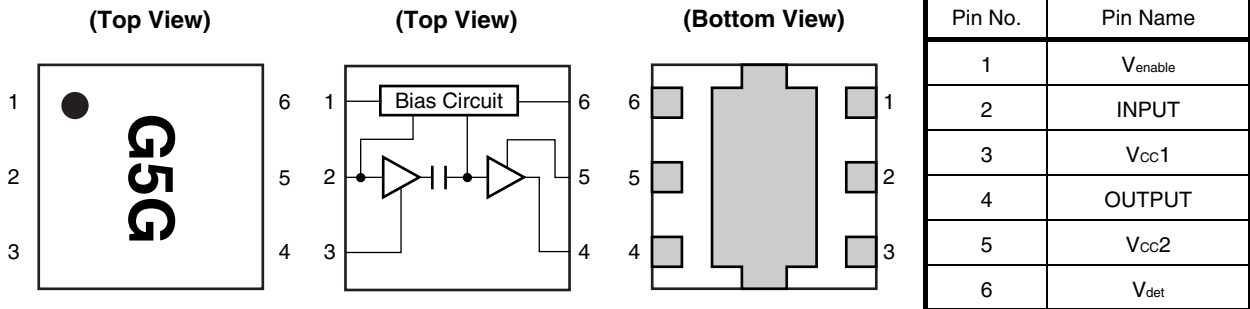 (Top View)
1
2
3
G5G
6
5
4
(Top View)
1
2
3
Bias Circuit
6
5
4
(Bottom View)
6
5
4
1
2
3
Pin No. Pin Name
1 Venable
2 INPUT
3 VCC1
4 OUTPUT
5 VCC2
6 Vdet